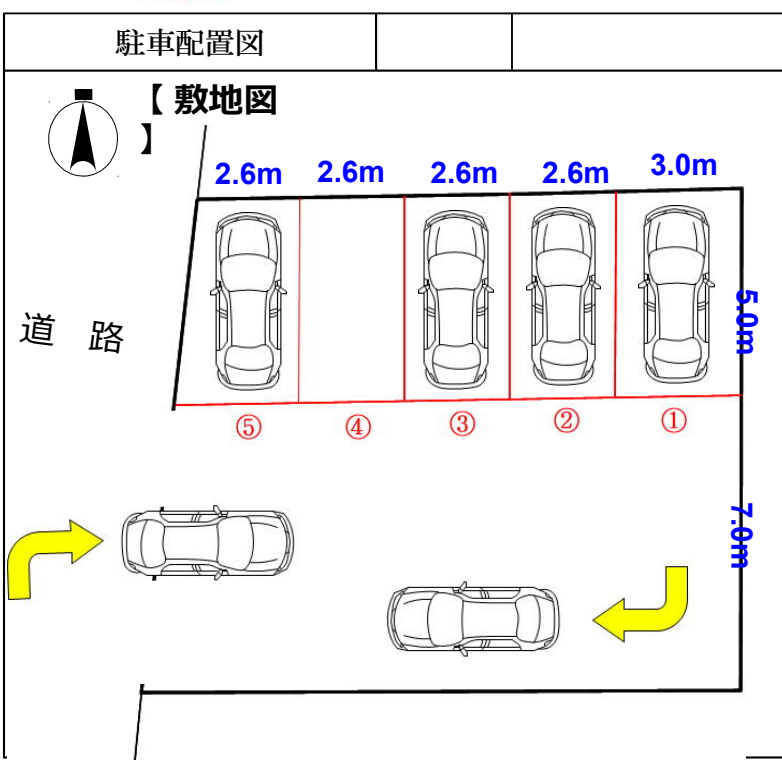 駐車配置図
【 敷地図
】
2.6m 2.6m 2.6m 2.6m 3.0m
5.0m
道 路
⑤ ④ ③ ② ①
7.0m